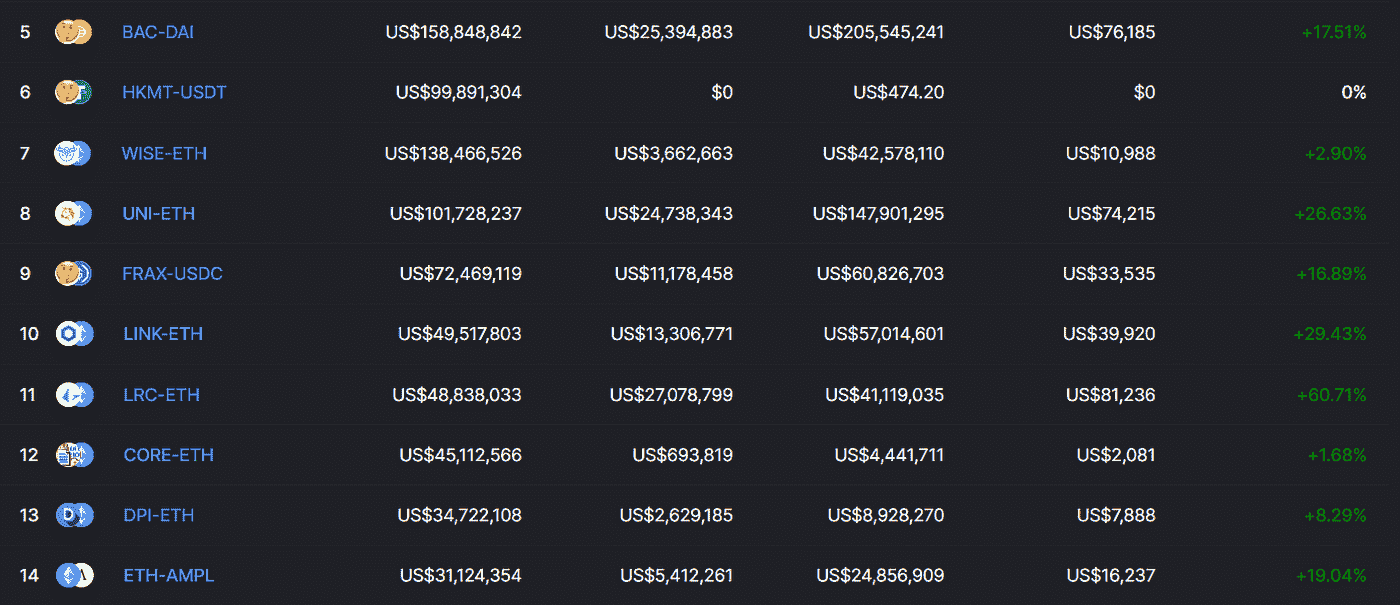 5 BAC-DAI US$158,848,842 US$25,394,883 US$205,545,241 US$76,185 +17.51%
6 HKMT-USDT US$99,891,304 $0 US$474.20 $0 0%
7 WISE-ETH US$138,466,526 US$3,662,663 US$42,578,110 US$10,988 +2.90%
8 UNI-ETH US$101,728,237 US$24,738,343 US$147,901,295 US$74,215 +26.63%
9 FRAX-USDC US$72,469,119 US$11,178,458 US$60,826,703 US$33,535 +16.89%
10 LINK-ETH US$49,517,803 US$13,306,771 US$57,014,601 US$39,920 +29.43%
11 LRC-ETH US$48,838,033 US$27,078,799 US$41,119,035 US$81,236 +60.71%
12 CORE-ETH US$45,112,566 US$693,819 US$4,441,711 US$2,081 +1.68%
13 DPI-ETH US$34,722,108 US$2,629,185 US$8,928,270 US$7,888 +8.29%
14 ETH-AMPL US$31,124,354 US$5,412,261 US$24,856,909 US$16,237 +19.04%